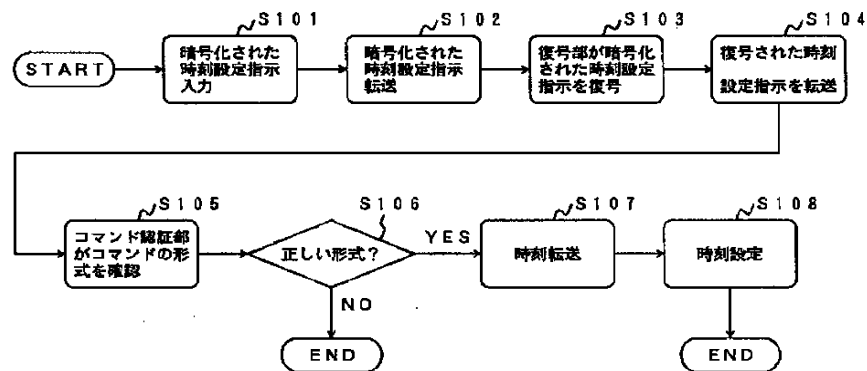 S101
S102
S103
S104
START
暗号化された
時刻設定指示
入力
暗号化された
時刻設定指示
転送
復号部が暗号化
された時刻設定
指示を復号
復号された時刻
設定指示を転送
S105
S106
S107
S108
コマンド認証部
がコマンドの形
式を確認
正しい形式?
YES
時刻転送
時刻設定
NO
END
END